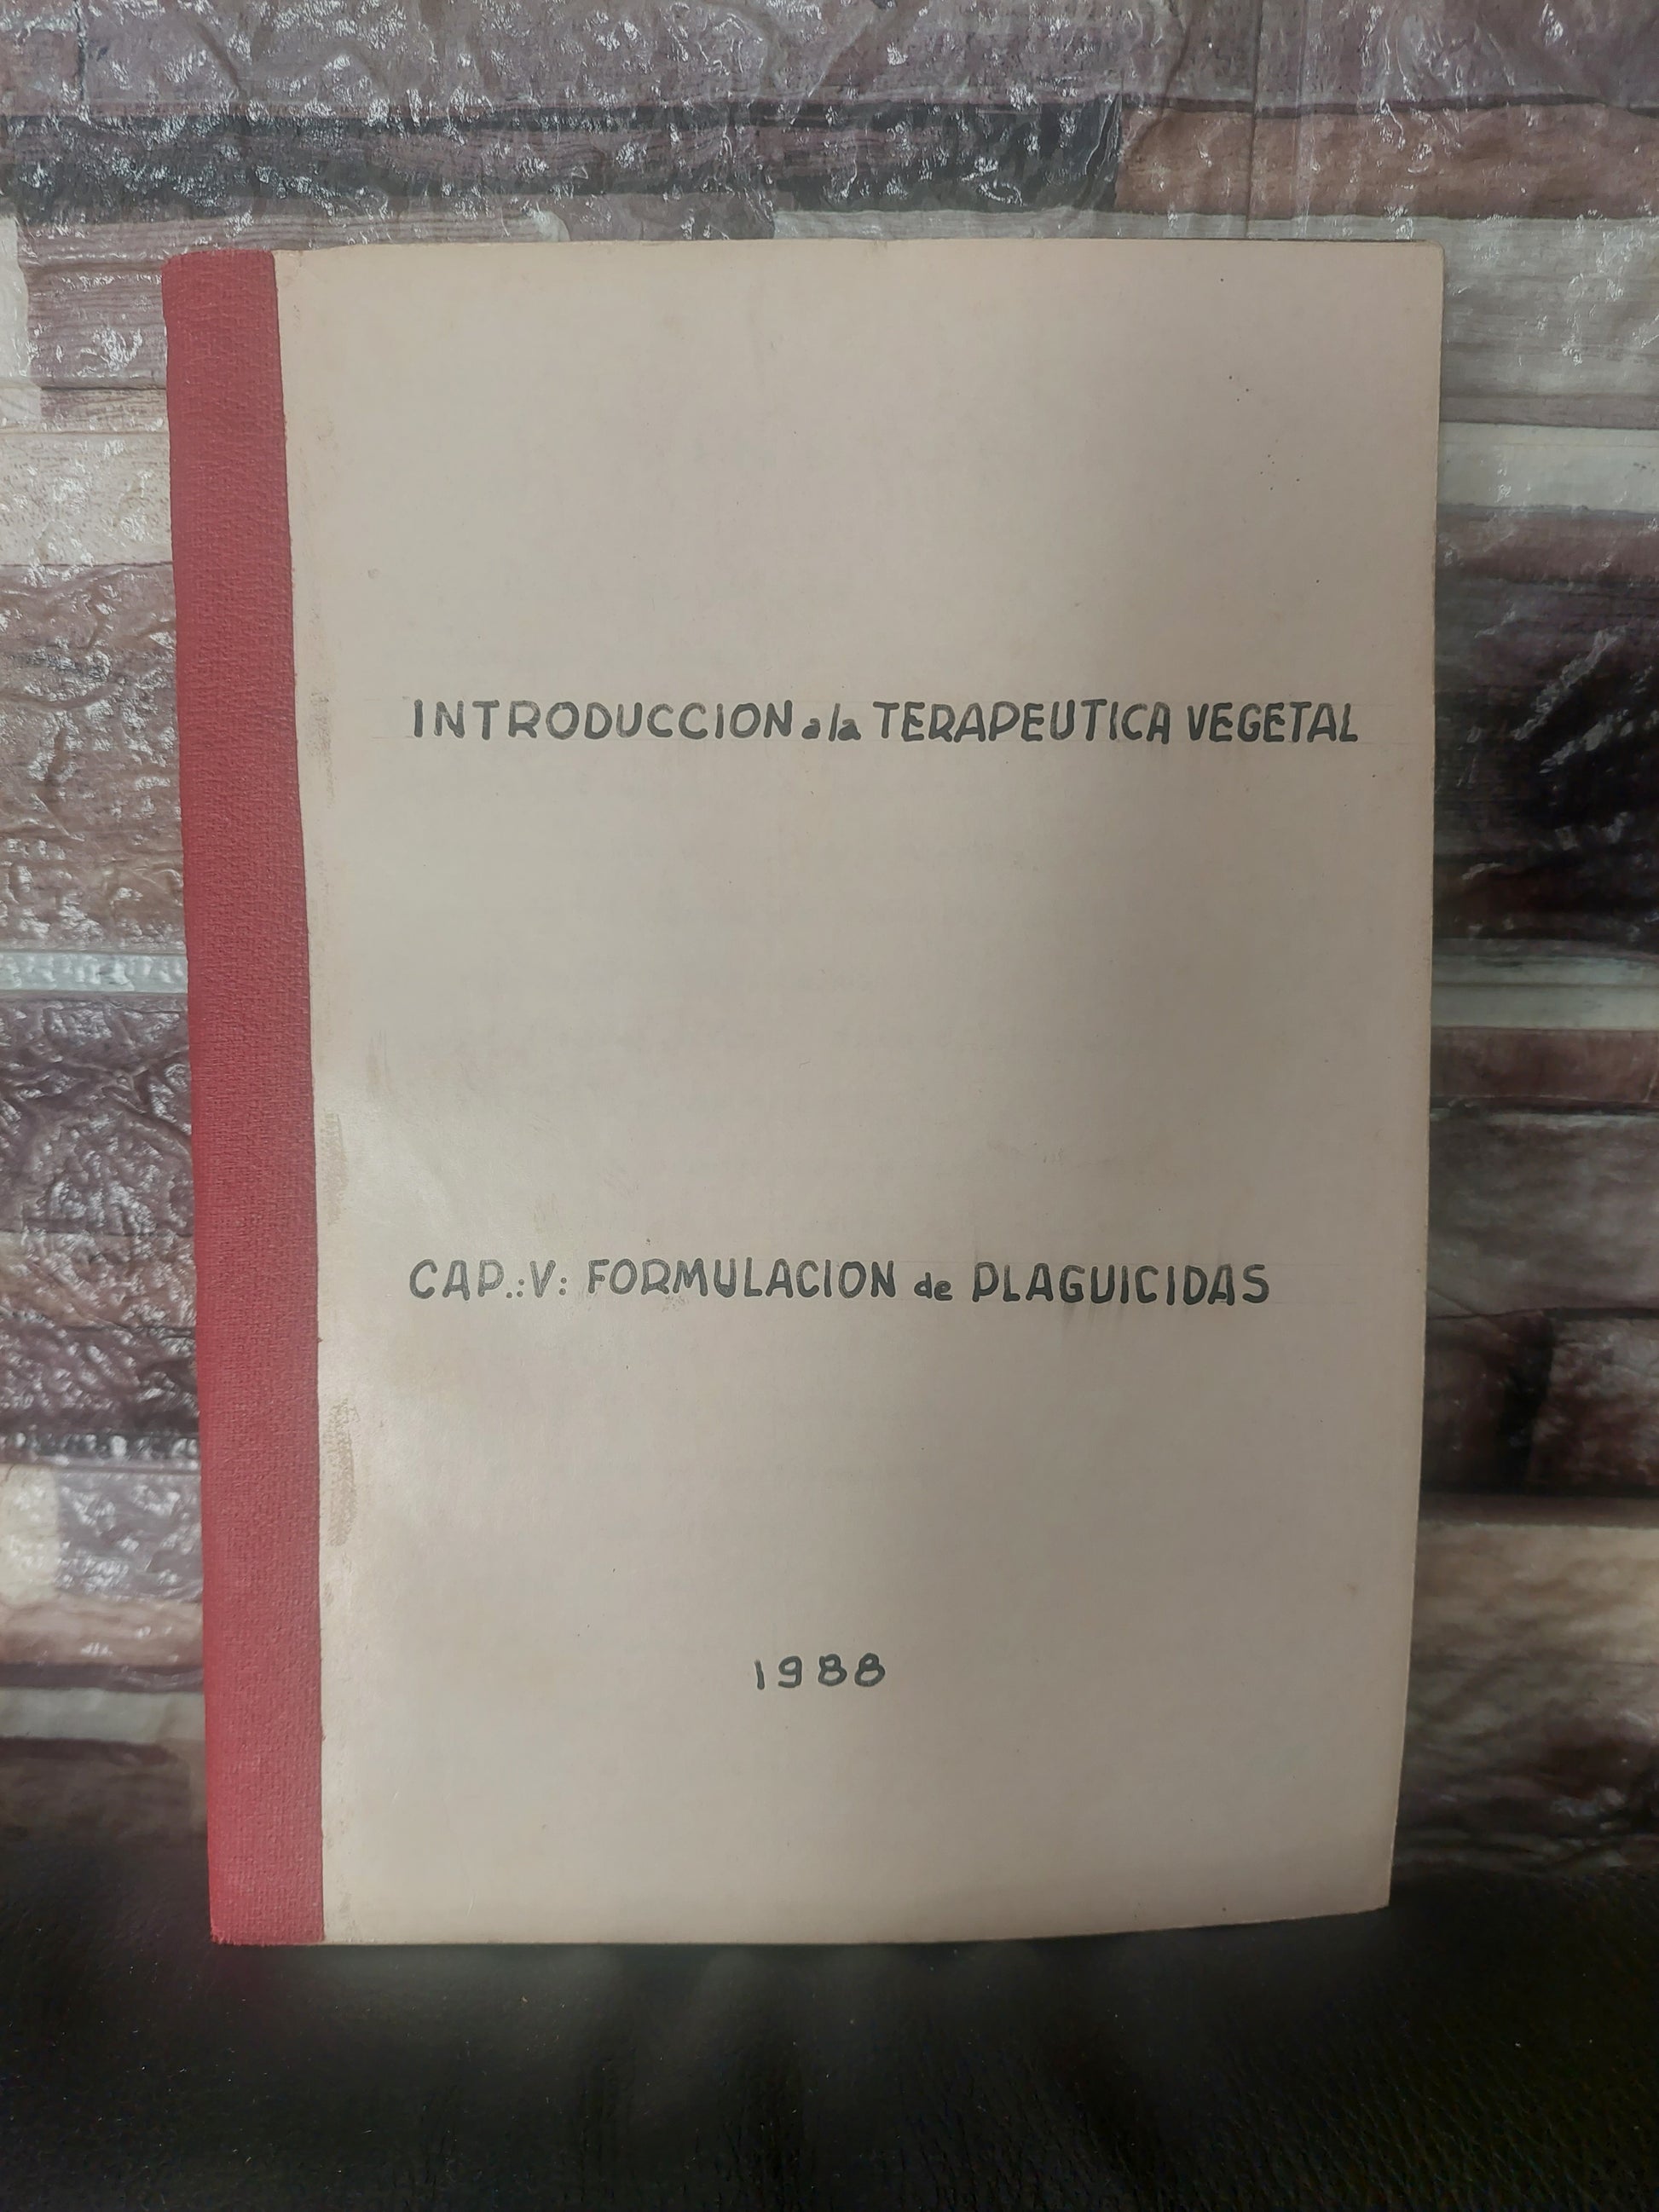 INTRODUCCION a la TERAPEUTICA VEGETAL
CAP.:V: FORMULACION de PLAGUICIDAS
1988